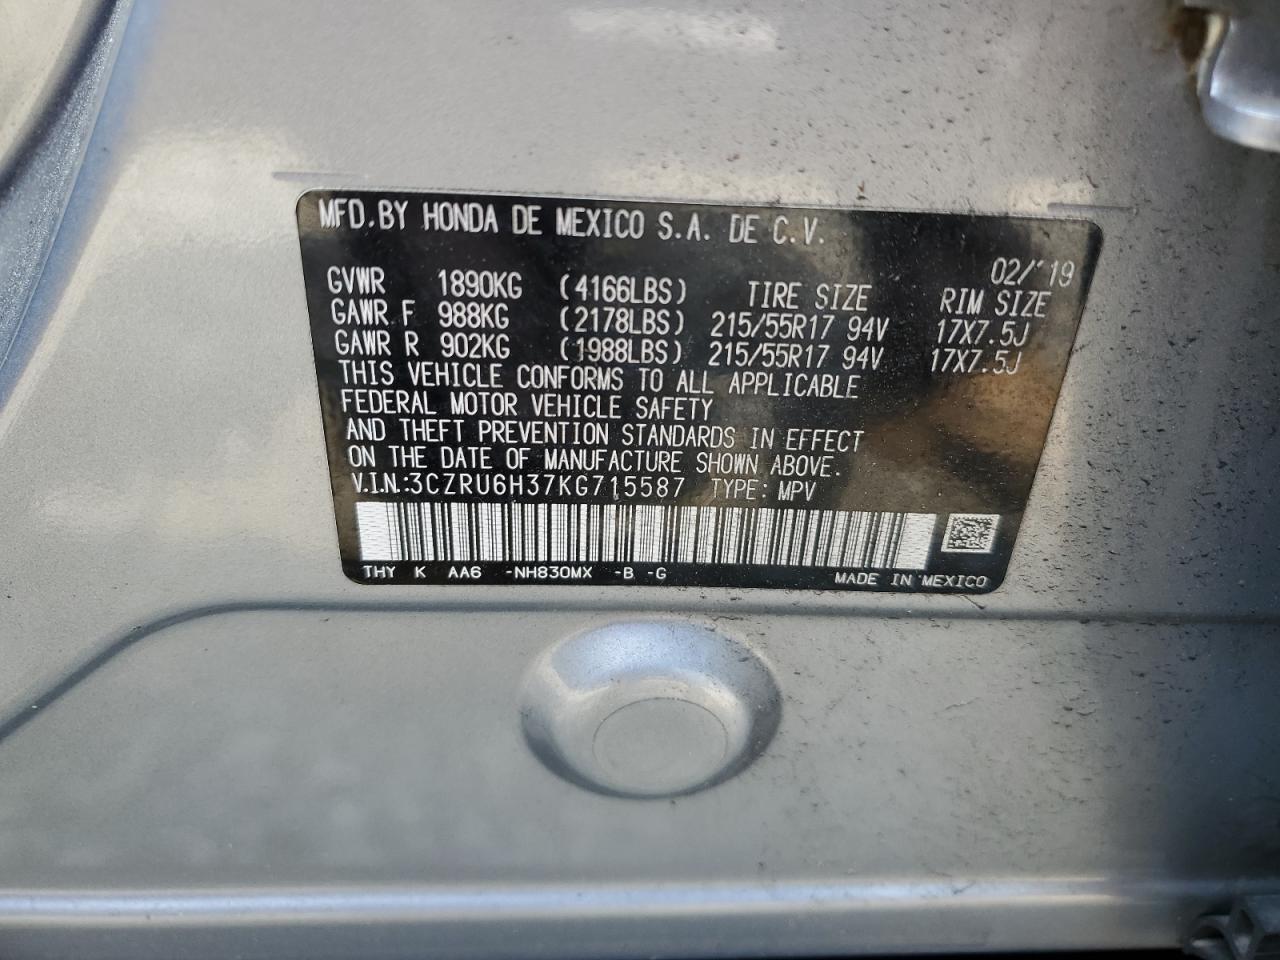 MFD.BY HONDA DE MEXICO S.A. DE C.V.
02/'19
GVWR 1890KG (4166LBS) TIRE SIZE RIM SIZE
GAWR F 988KG (2178LBS) 215/55R17 94V 17X7.5J
GAWR R 902KG (1988LBS) 215/55R17 94V 17X7.5J
THIS VEHICLE CONFORMS TO ALL APPLICABLE
FEDERAL MOTOR VEHICLE SAFETY
AND THEFT PREVENTION STANDARDS IN EFFECT
ON THE DATE OF MANUFACTURE SHOWN ABOVE.
V.I.N.:3CZRU6H37KG715587 TYPE: MPV
THY K AA6 -NH830MX -B -G MADE IN MEXICO